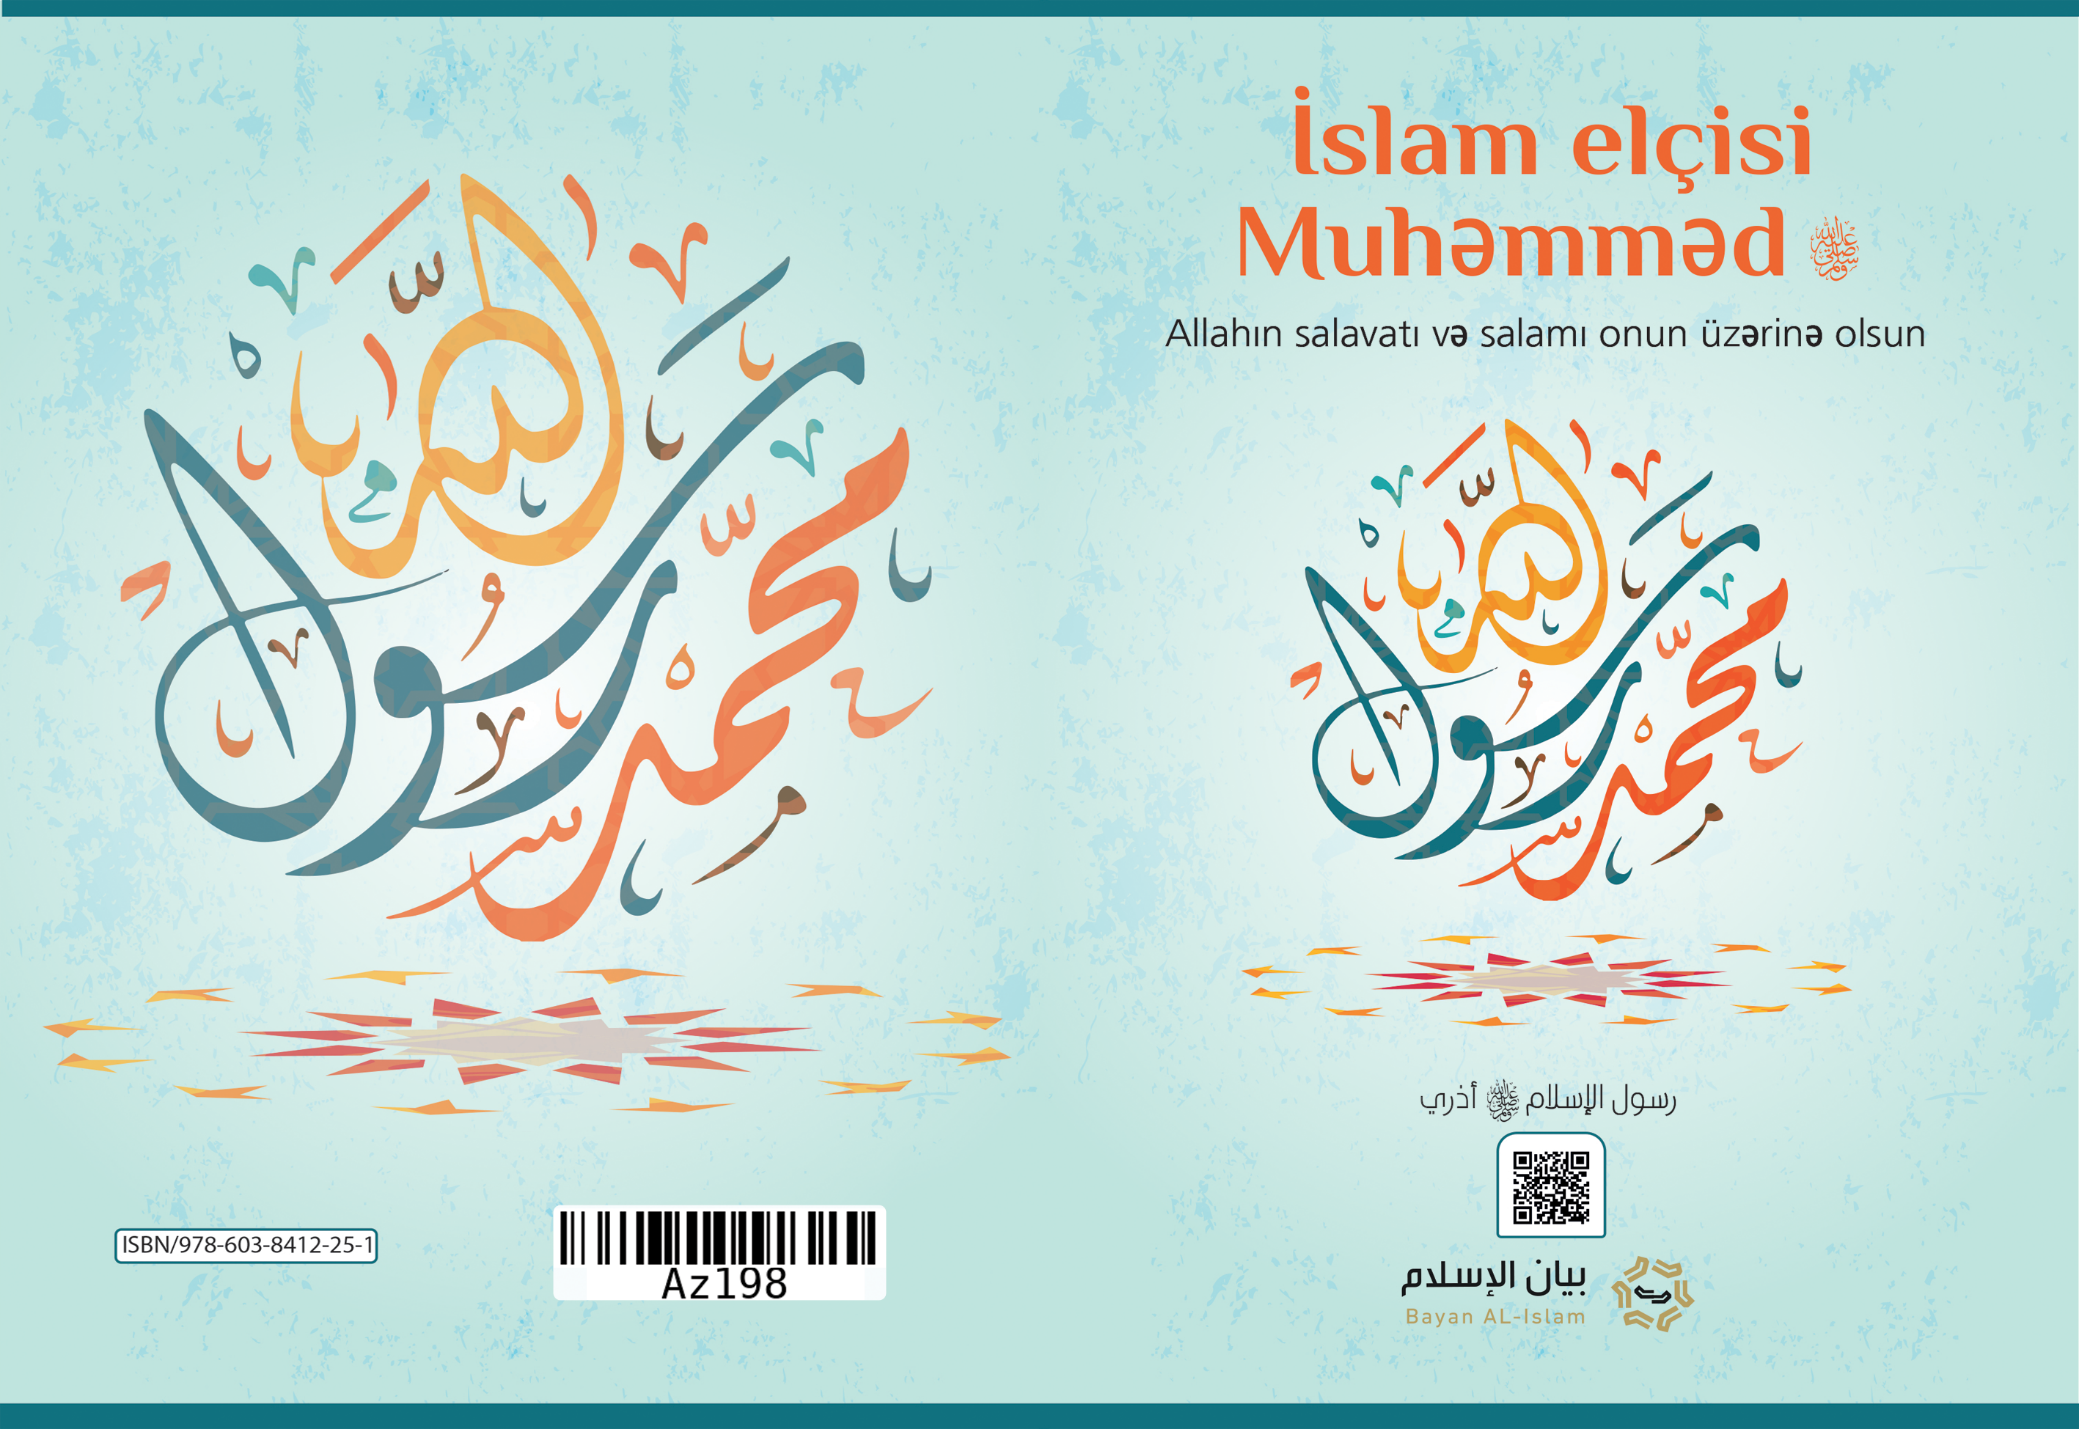 محمد رسول الله
ISBN/978-603-8412-25-1
Az198
İslam elçisi
Muhəmməd ﷺ
Allahın salavatı və salamı onun üzərinə olsun
محمد رسول الله
رسول الإسلام ﷺ أذري
بيان الإسلام
Bayan AL-Islam